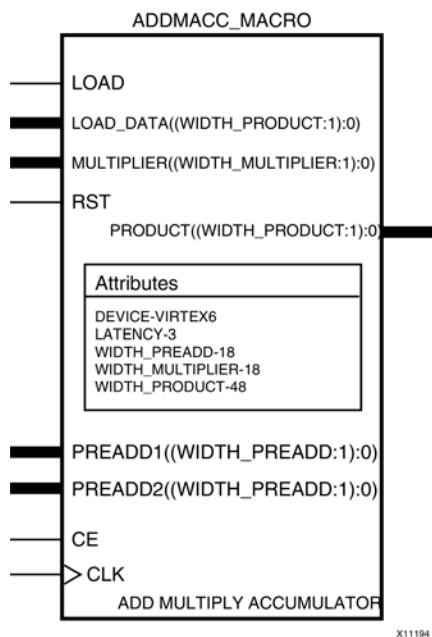 ADDMACC_MACRO
LOAD
LOAD_DATA((WIDTH_PRODUCT:1):0)
MULTIPLIER((WIDTH_MULTIPLIER:1):0)
RST
PRODUCT((WIDTH_PRODUCT:1):0)
Attributes
DEVICE-VIRTEX6
LATENCY-3
WIDTH_PREADD-18
WIDTH_MULTIPLIER-18
WIDTH_PRODUCT-48
PREADD1((WIDTH_PREADD:1):0)
PREADD2((WIDTH_PREADD:1):0)
CE
CLK
ADD MULTIPLY ACCUMULATOR
X11194